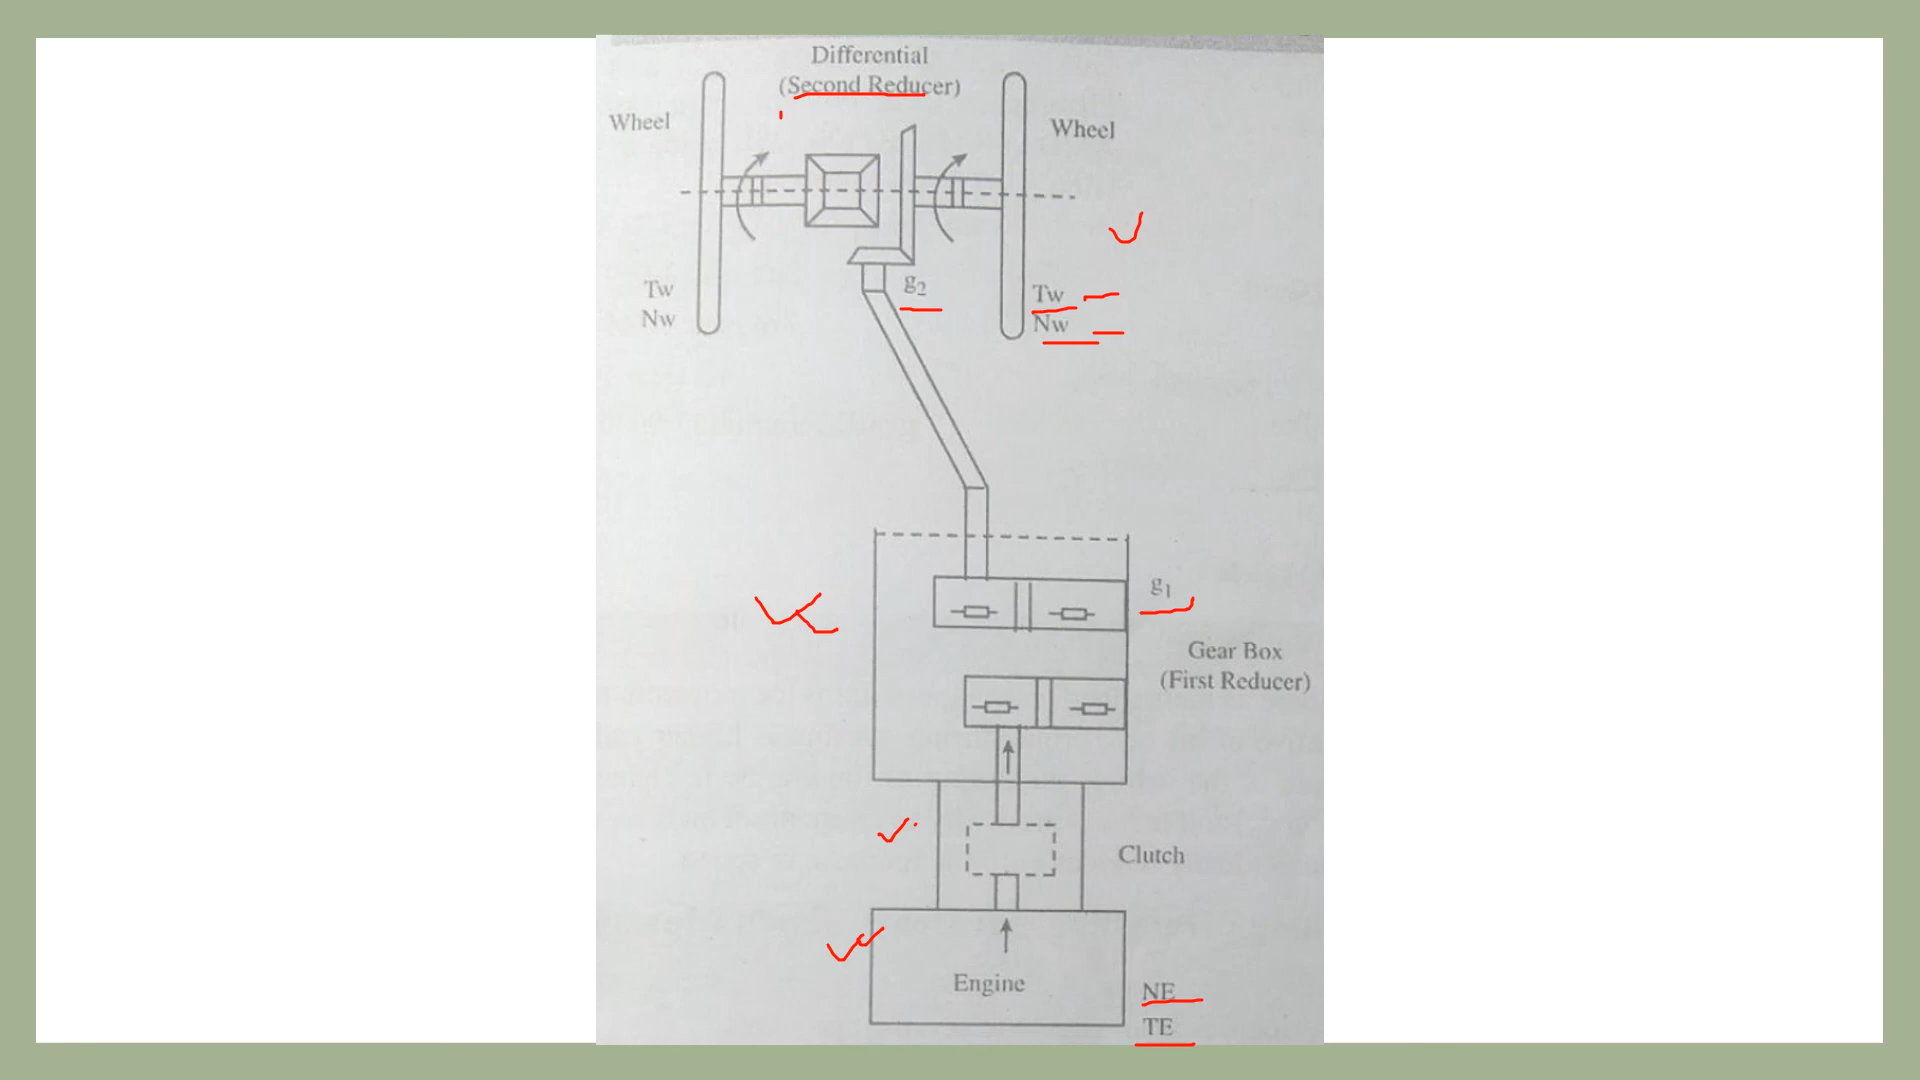 Differential
(Second Reducer)
Wheel
Wheel
g2
Tw
Nw
Tw
Nw
g1
Gear Box
(First Reducer)
Clutch
Engine
NE
TE